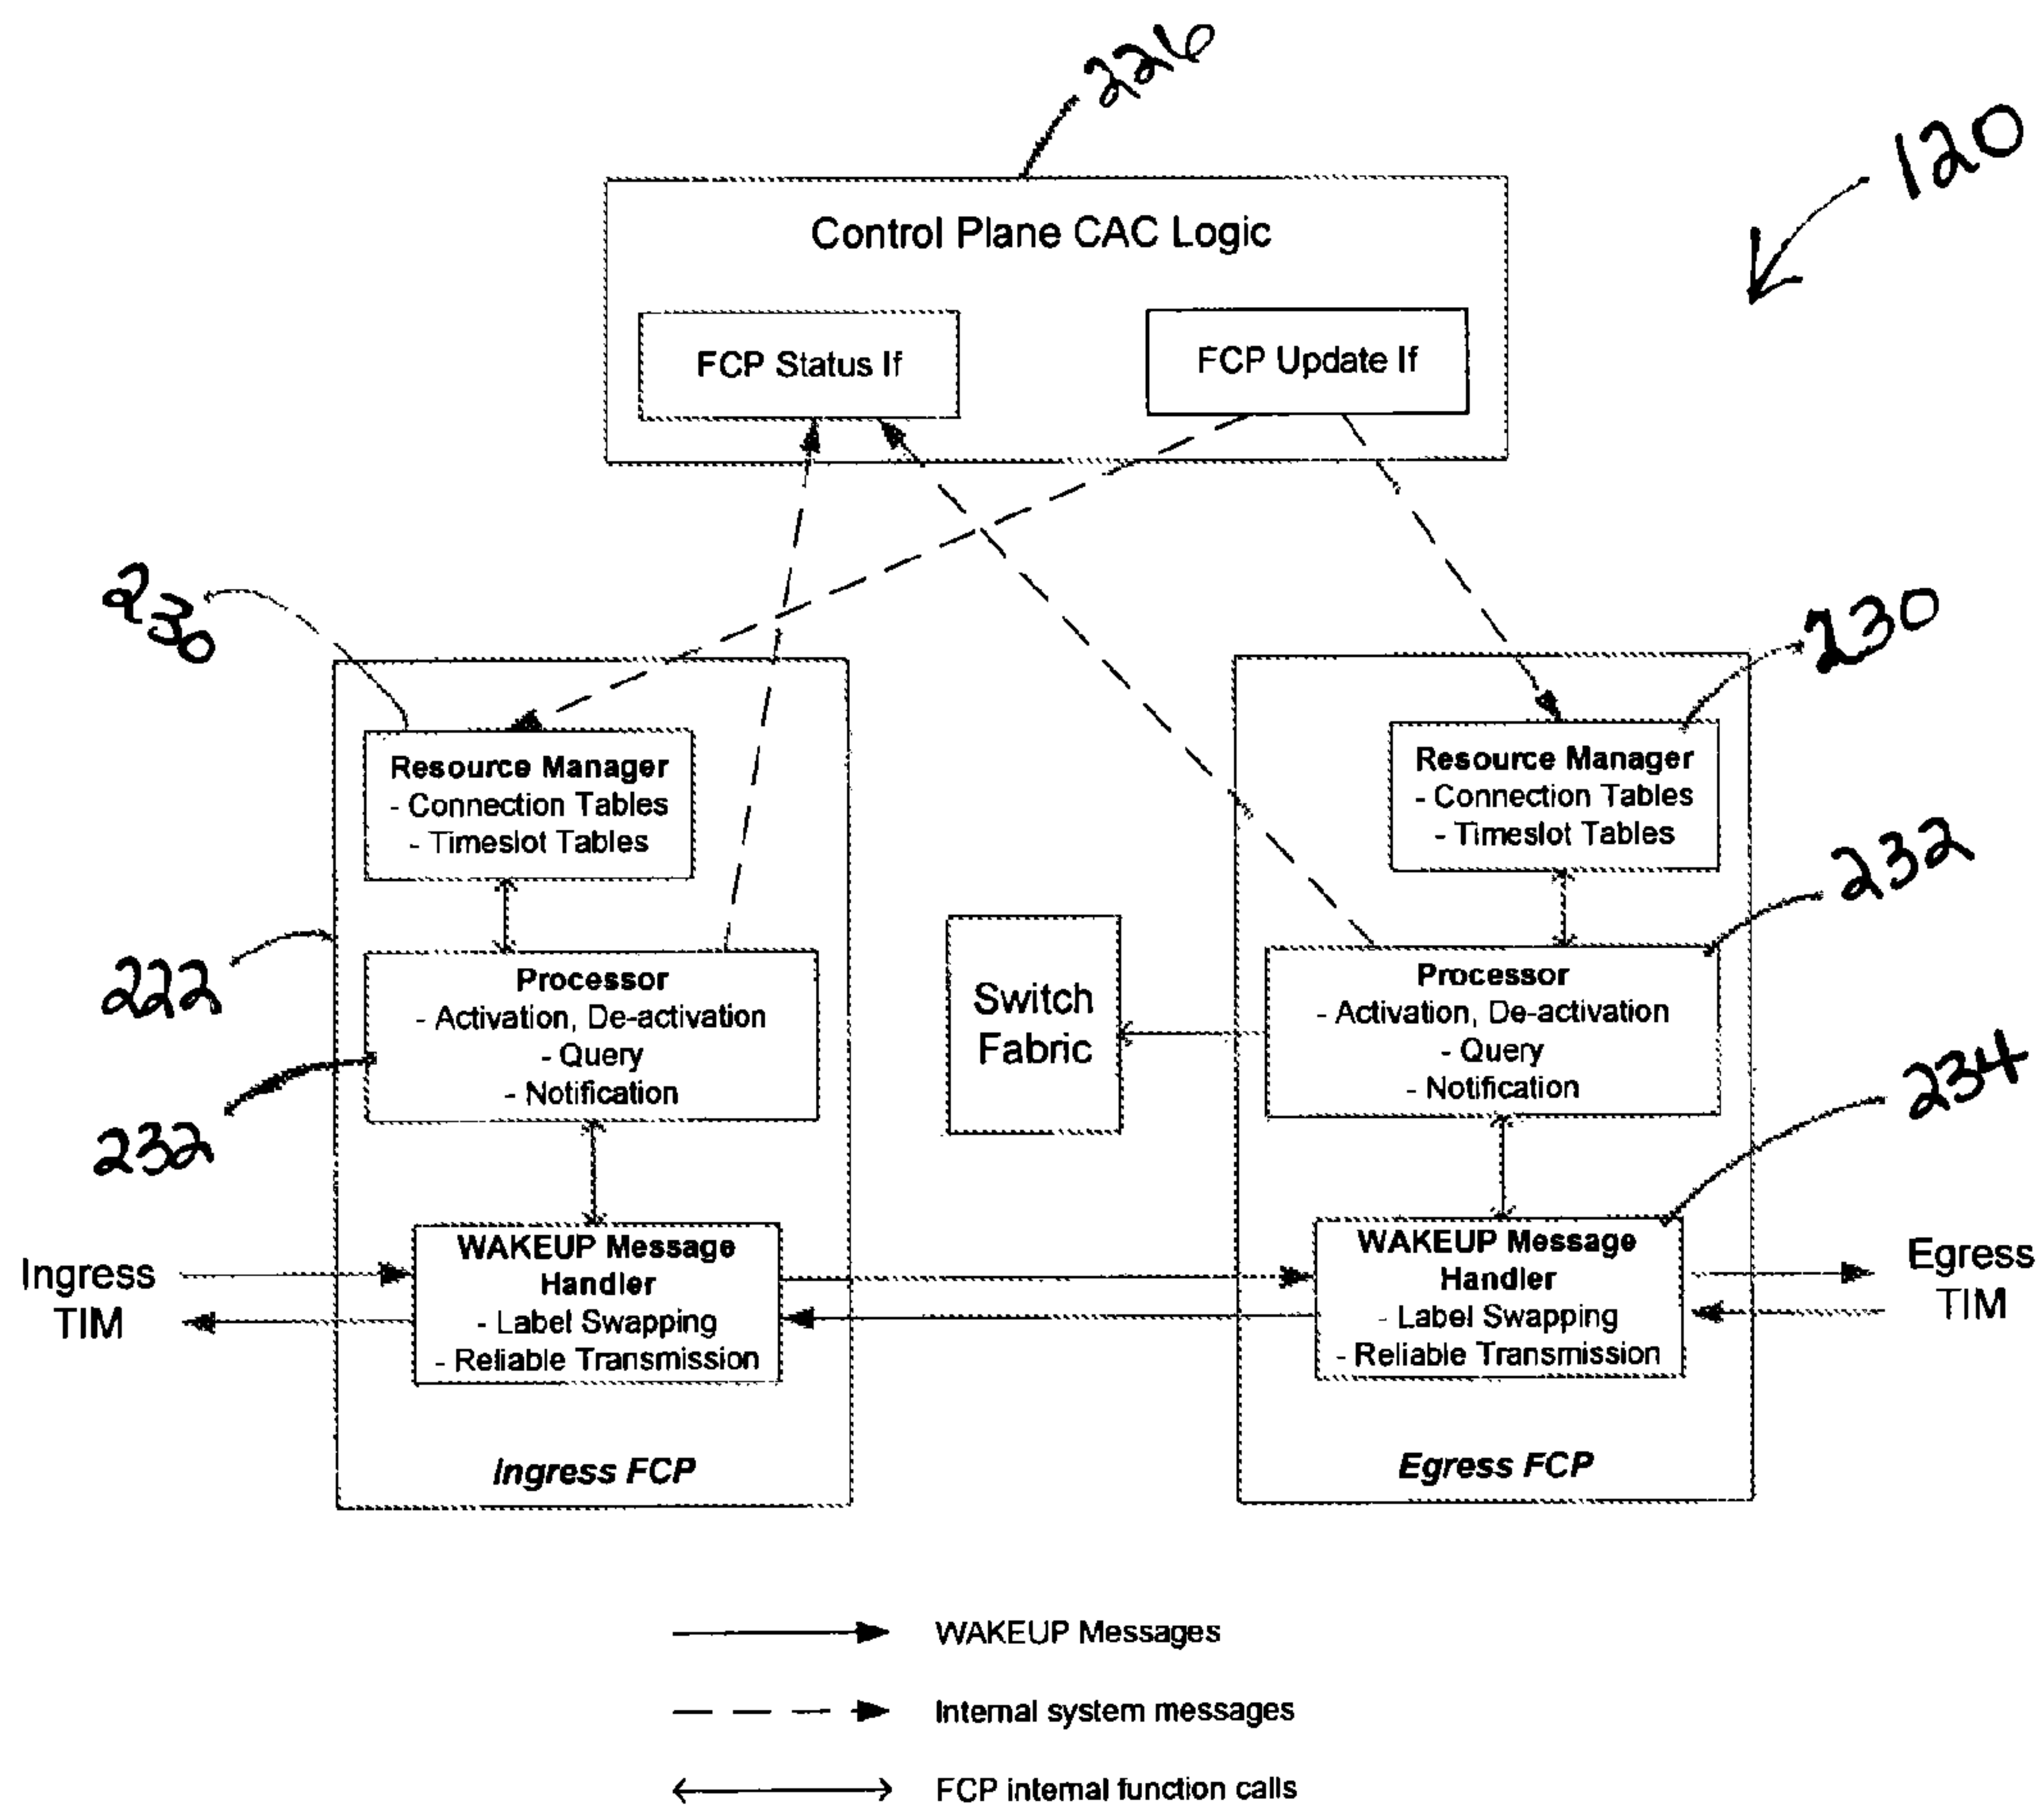 226
120
Control Plane CAC Logic
FCP Status If
FCP Update If
230
230
Resource Manager
- Connection Tables
- Timeslot Tables
Resource Manager
- Connection Tables
- Timeslot Tables
232
222
Processor
- Activation, De-activation
- Query
- Notification
Switch
Fabric
Processor
- Activation, De-activation
- Query
- Notification
232
234
Ingress
TIM
WAKEUP Message
Handler
- Label Swapping
- Reliable Transmission
WAKEUP Message
Handler
- Label Swapping
- Reliable Transmission
Egress
TIM
Ingress FCP
Egress FCP
WAKEUP Messages
Internal system messages
FCP internal function calls